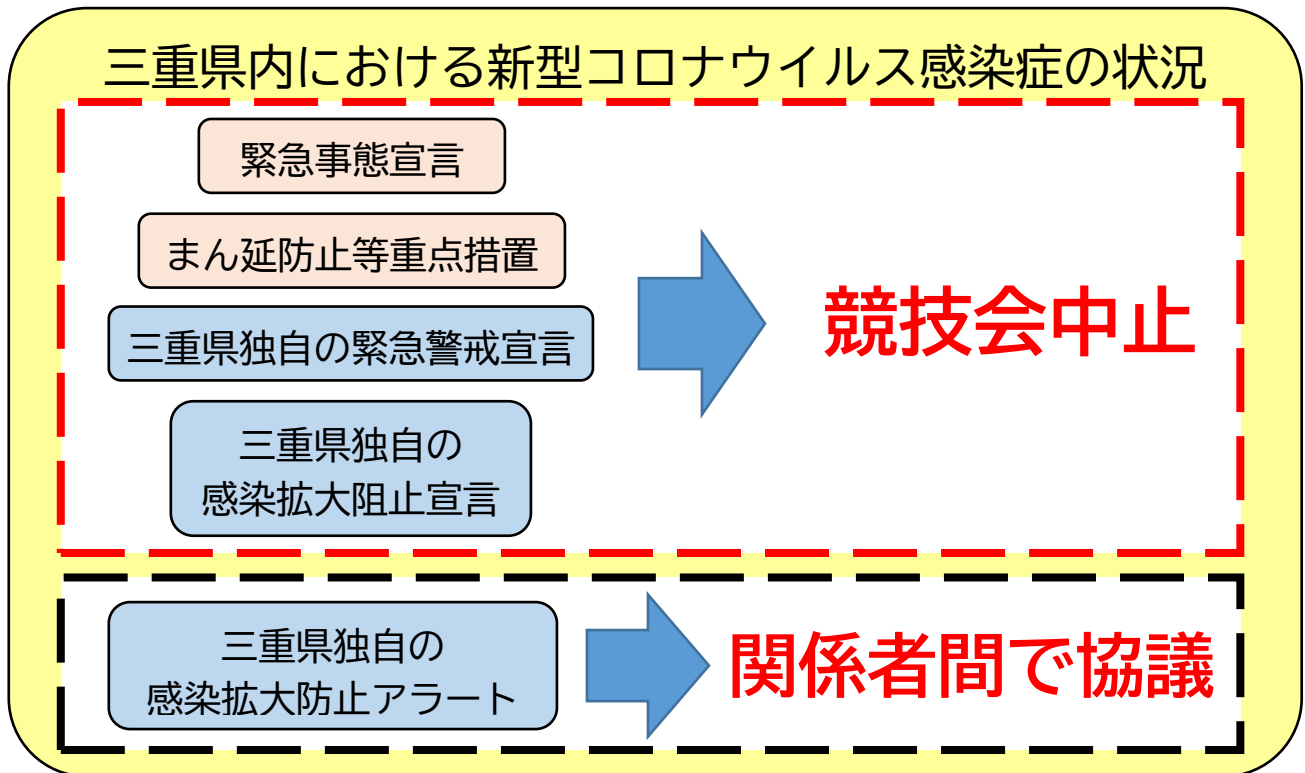 三重県内における新型コロナウイルス感染症の状況
緊急事態宣言
まん延防止等重点措置
三重県独自の緊急警戒宣言
三重県独自の
感染拡大阻止宣言
競技会中止
三重県独自の
感染拡大防止アラート
関係者間で協議